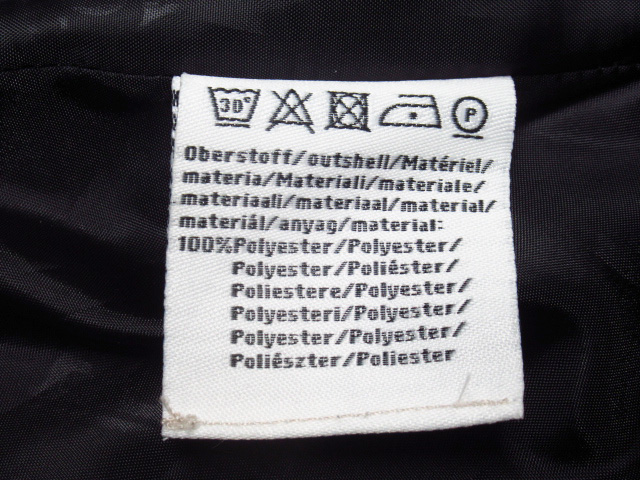 30°
P
Oberstoff/outshell/Matériel/
materia/Materiali/materiale/
materiaali/materiaal/material/
materiál/anyag/material:
100%Polyester/Polyester/
Polyester/Poliéster/
Poliestere/Polyester/
Polyesteri/Polyester/
Polyester/Polyester/
Poliészter/Poliester